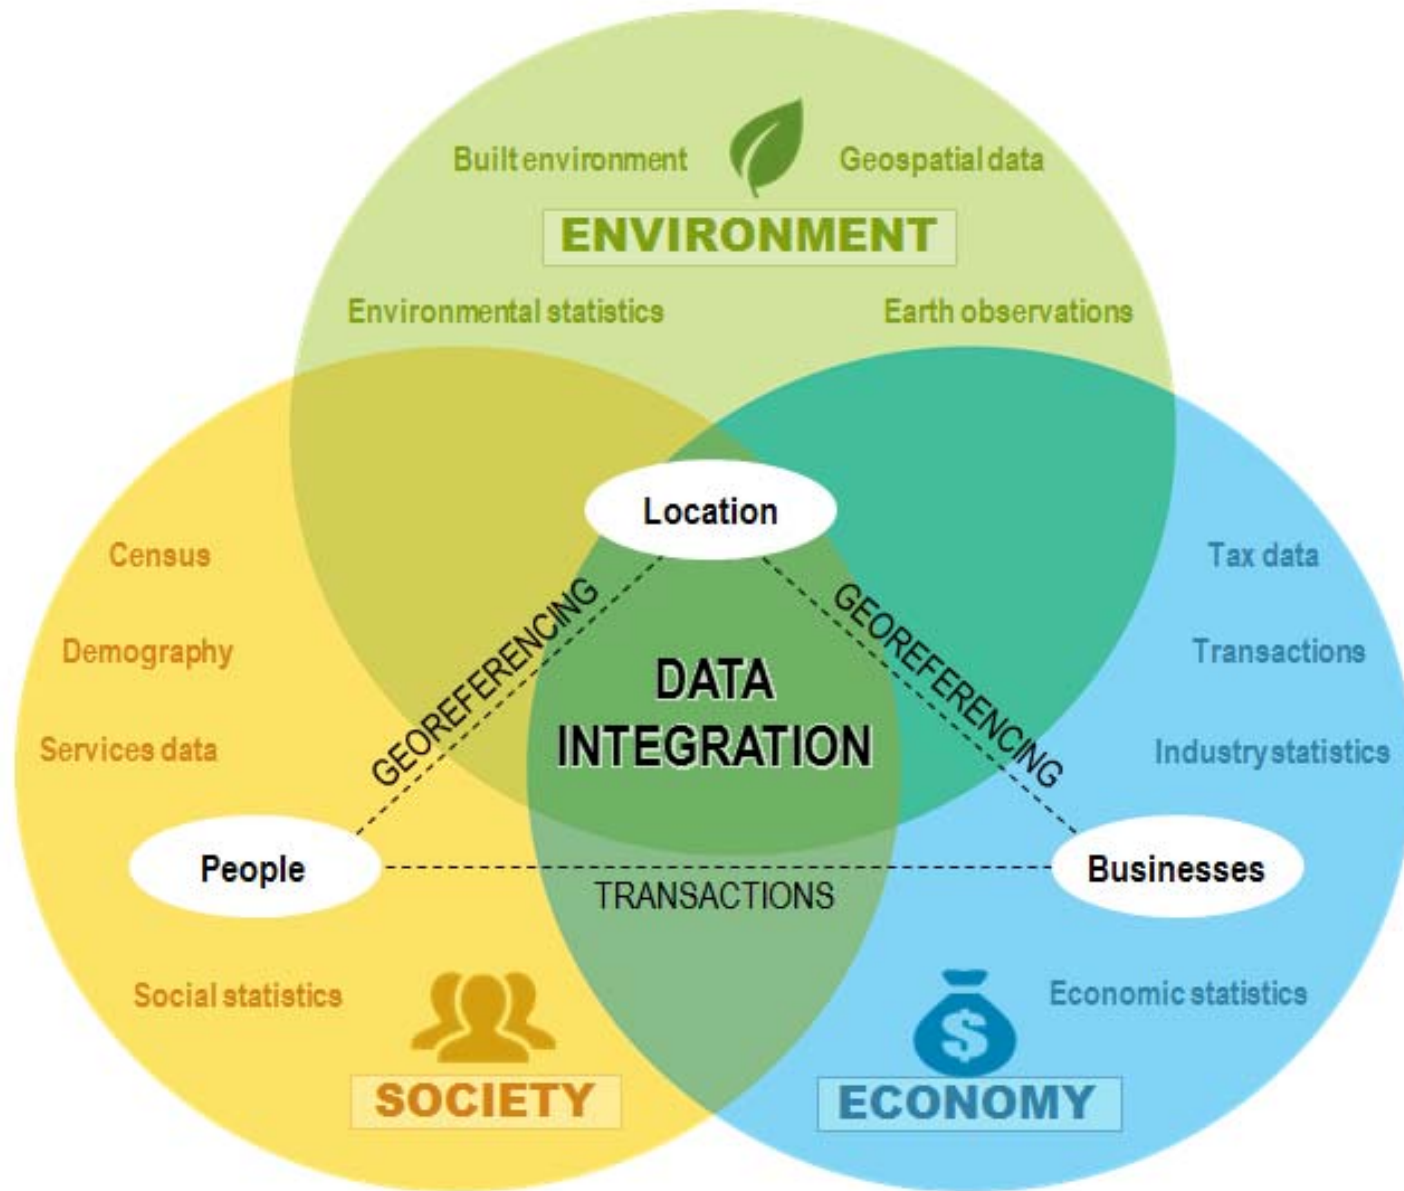 Built environment
Geospatial data
ENVIRONMENT
Environmental statistics
Earth observations
Location
Census
Tax data
GEOREFERENCING
GEOREFERENCING
Demography
Transactions
DATA
INTEGRATION
Services data
Industry statistics
People
Businesses
TRANSACTIONS
Social statistics
Economic statistics
$
SOCIETY
ECONOMY